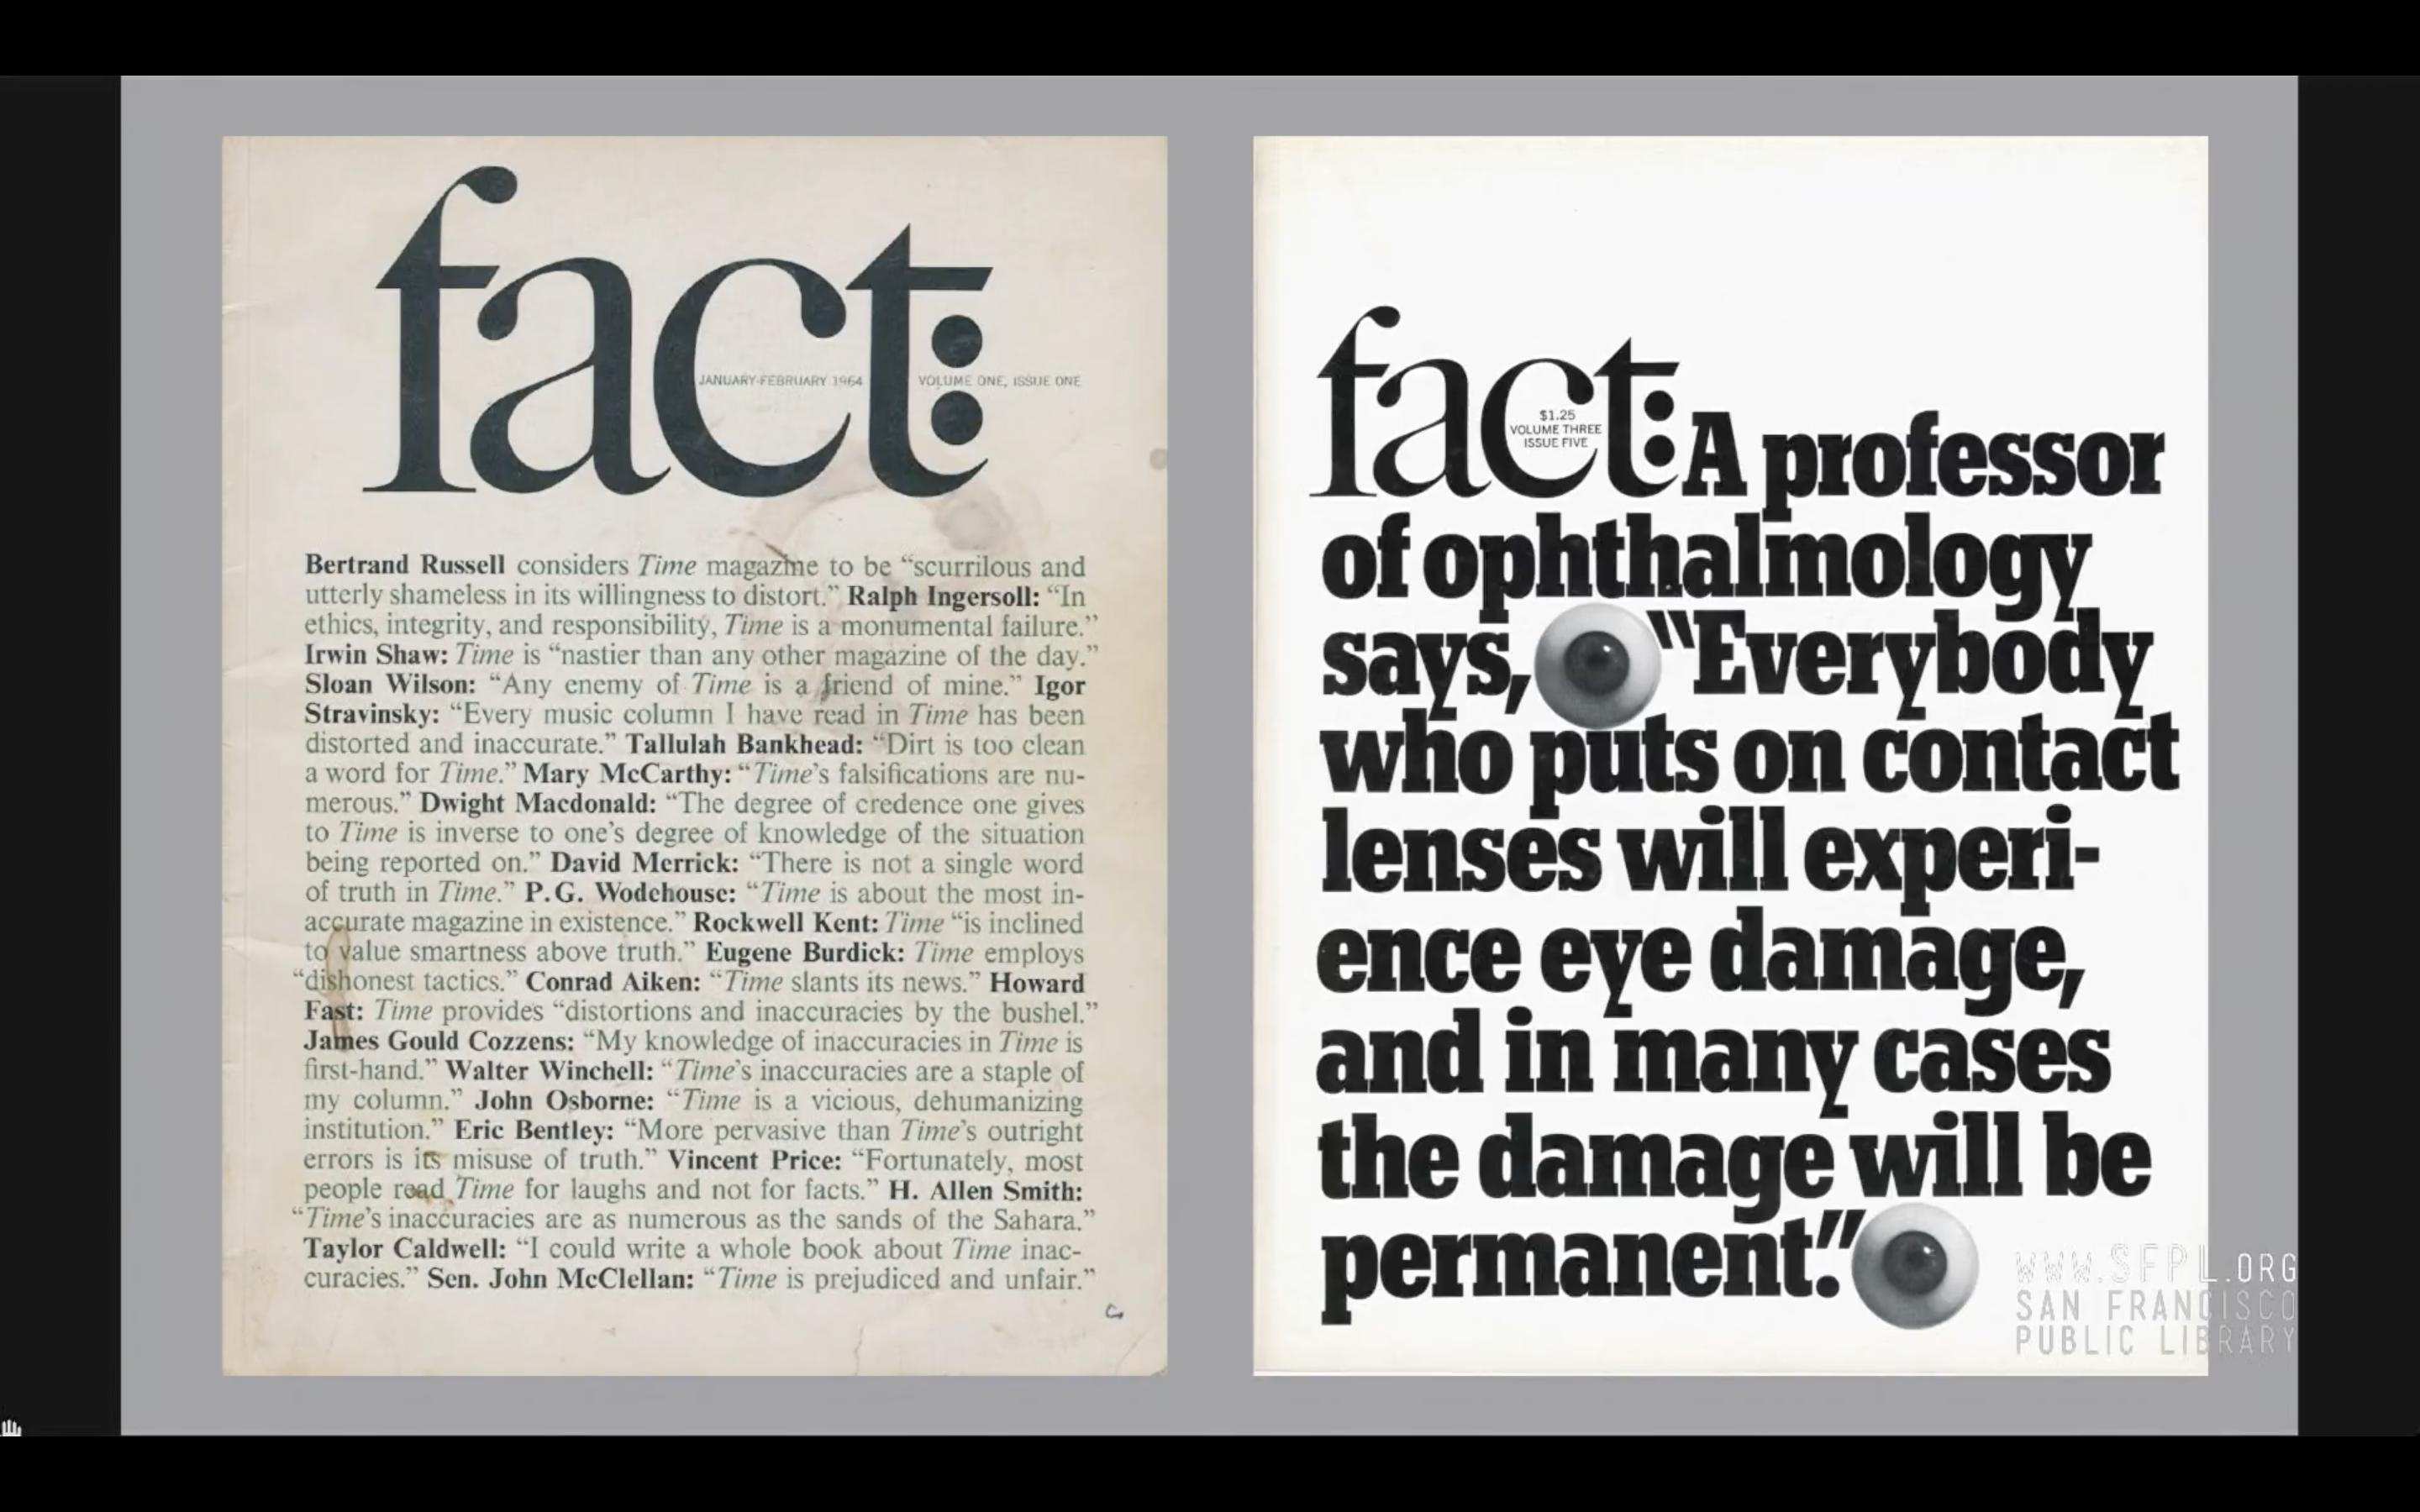 fact:
JANUARY-FEBRUARY 1964 VOLUME ONE, ISSUE ONE
Bertrand Russell considers Time magazine to be “scurrilous and
utterly shameless in its willingness to distort.” Ralph Ingersoll: “In
ethics, integrity, and responsibility, Time is a monumental failure.”
Irwin Shaw: Time is “nastier than any other magazine of the day.”
Sloan Wilson: “Any enemy of Time is a friend of mine.” Igor
Stravinsky: “Every music column I have read in Time has been
distorted and inaccurate.” Tallulah Bankhead: “Dirt is too clean
a word for Time.” Mary McCarthy: “Time’s falsifications are nu-
merous.” Dwight Macdonald: “The degree of credence one gives
to Time is inverse to one’s degree of knowledge of the situation
being reported on.” David Merrick: “There is not a single word
of truth in Time.” P.G. Wodehouse: “Time is about the most in-
accurate magazine in existence.” Rockwell Kent: Time “is inclined
to value smartness above truth.” Eugene Burdick: Time employs
“dishonest tactics.” Conrad Aiken: “Time slants its news.” Howard
Fast: Time provides “distortions and inaccuracies by the bushel.”
James Gould Cozzens: “My knowledge of inaccuracies in Time is
first-hand.” Walter Winchell: “Time’s inaccuracies are a staple of
my column.” John Osborne: “Time is a vicious, dehumanizing
institution.” Eric Bentley: “More pervasive than Time’s outright
errors is its misuse of truth.” Vincent Price: “Fortunately, most
people read Time for laughs and not for facts.” H. Allen Smith:
“Time’s inaccuracies are as numerous as the sands of the Sahara.”
Taylor Caldwell: “I could write a whole book about Time inac-
curacies.” Sen. John McClellan: “Time is prejudiced and unfair.”
fact: A professor
$1.25
VOLUME THREE
ISSUE FIVE
of ophthalmology
says, “Everybody
who puts on contact
lenses will experi-
ence eye damage,
and in many cases
the damage will be
permanent.”
WWW.SFPL.ORG
SAN FRANCISCO
PUBLIC LIBRARY